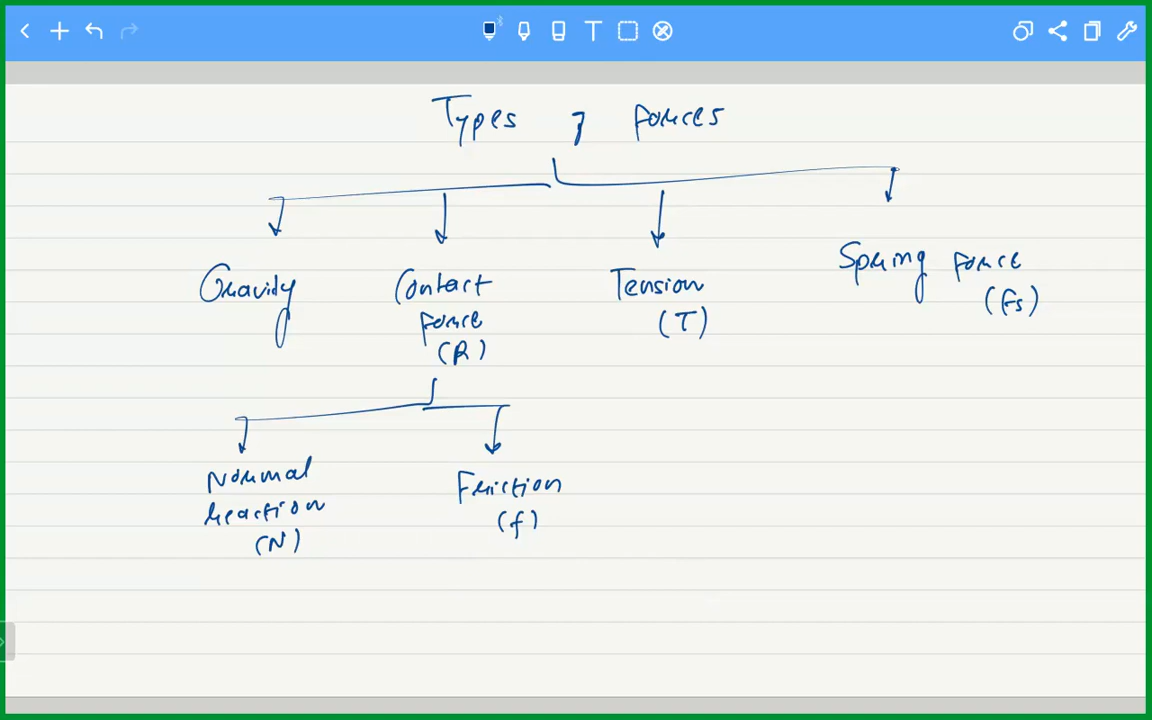 Types of forces
Gravity
Contact
force
(R)
Tension
(T)
Spring force
(Fs)
Normal
reaction
(N)
Friction
(f)